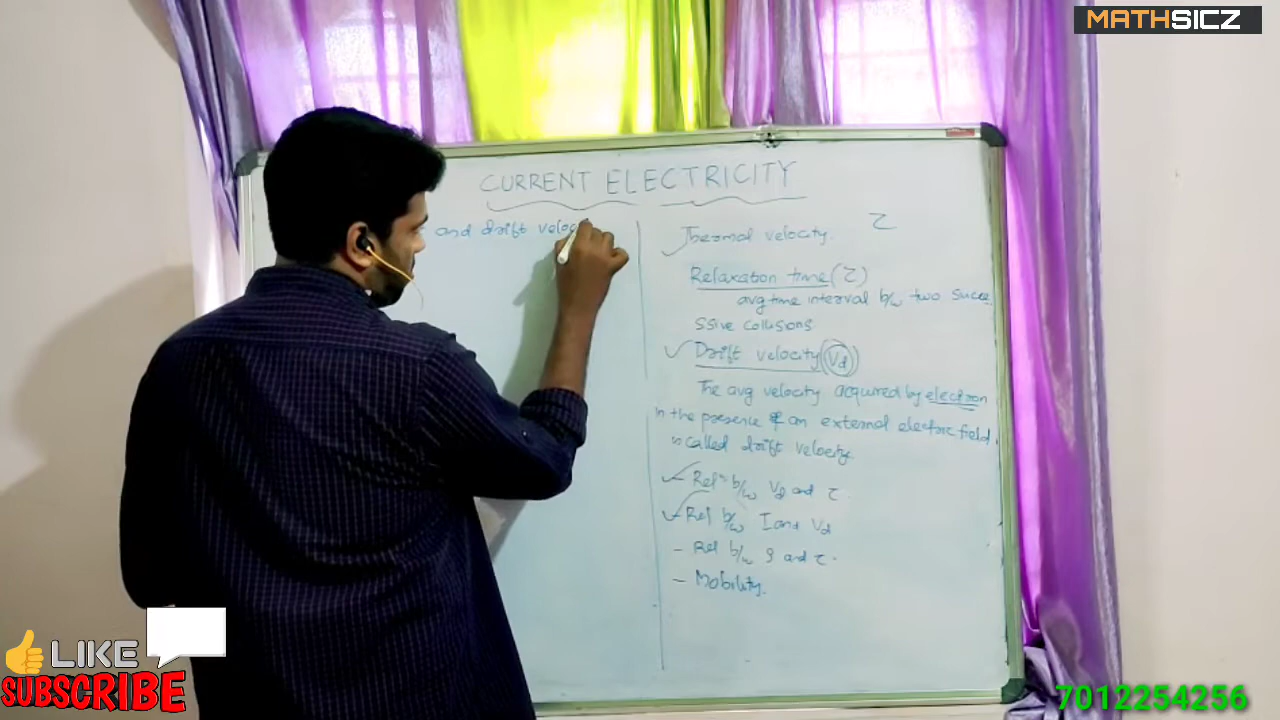 MATHSICZ
CURRENT ELECTRICITY
and drift veloc
Thermal velocity.
τ
Relaxation time (τ)
avg time interval b/w two succe
ssive collisions
Drift velocity (Vd)
The avg velocity acquired by electron
in the presence of an external electric field
is called drift velocity
Reln b/w Vd and τ
Rel b/w I and Vd
- Rel b/w ρ and τ.
- Mobility.
LIKE
SUBSCRIBE
7012254256